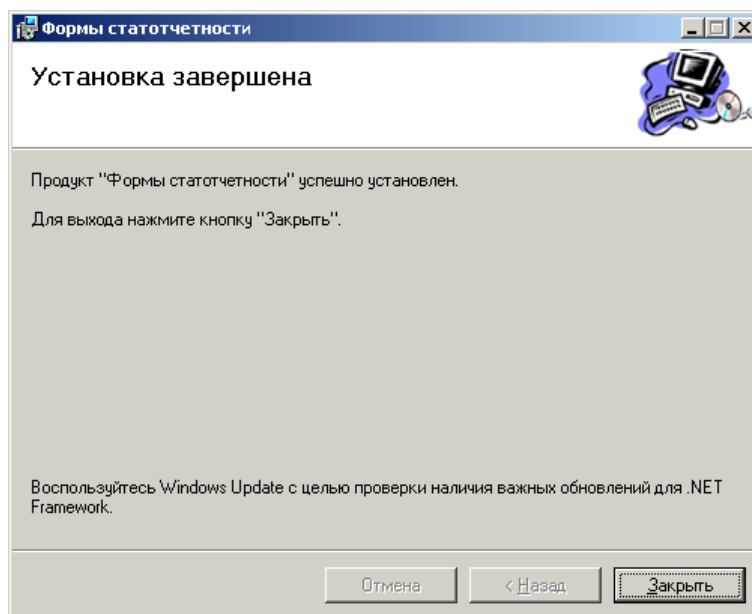 Формы статотчетности
Установка завершена
Продукт "Формы статотчетности" успешно установлен.
Для выхода нажмите кнопку "Закрыть".
Воспользуйтесь Windows Update с целью проверки наличия важных обновлений для .NET
Framework.
Отмена
< Назад
Закрыть